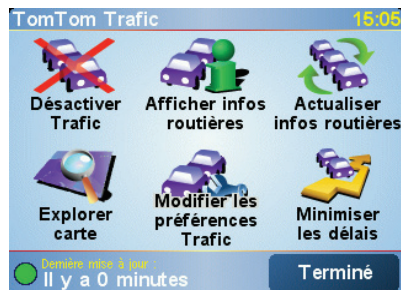 TomTom Trafic
15:05
Désactiver
Trafic
Afficher infos
routières
Actualiser
infos routières
Explorer
carte
Modifier les
préférences
Trafic
Minimiser
les délais
Dernière mise à jour :
Il y a 0 minutes
Terminé